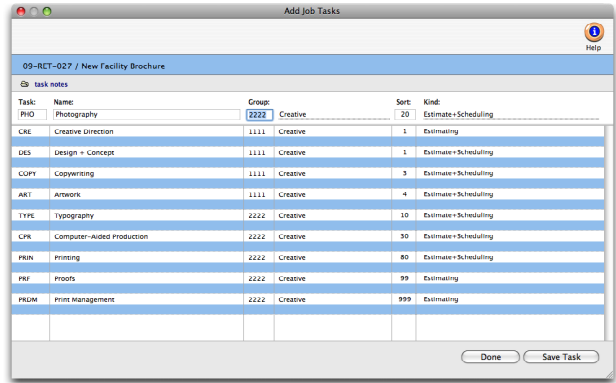 Add Job Tasks
Help
09-RET-027 / New Facility Brochure
task notes
Task: Name: Group: Sort: Kind:
PHO Photography 2222 Creative 20 Estimate+Scheduling
CRE Creative Direction 1111 Creative 1 Estimating
DES Design + Concept 1111 Creative 1 Estimate+Scheduling
COPY Copywriting 1111 Creative 3 Estimate+Scheduling
ART Artwork 1111 Creative 4 Estimate+Scheduling
TYPE Typography 2222 Creative 10 Estimate+Scheduling
CPR Computer-Aided Production 2222 Creative 30 Estimate+Scheduling
PRIN Printing 2222 Creative 80 Estimate+Scheduling
PRF Proofs 2222 Creative 99 Estimating
PRDM Print Management 2222 Creative 999 Estimating
Done Save Task